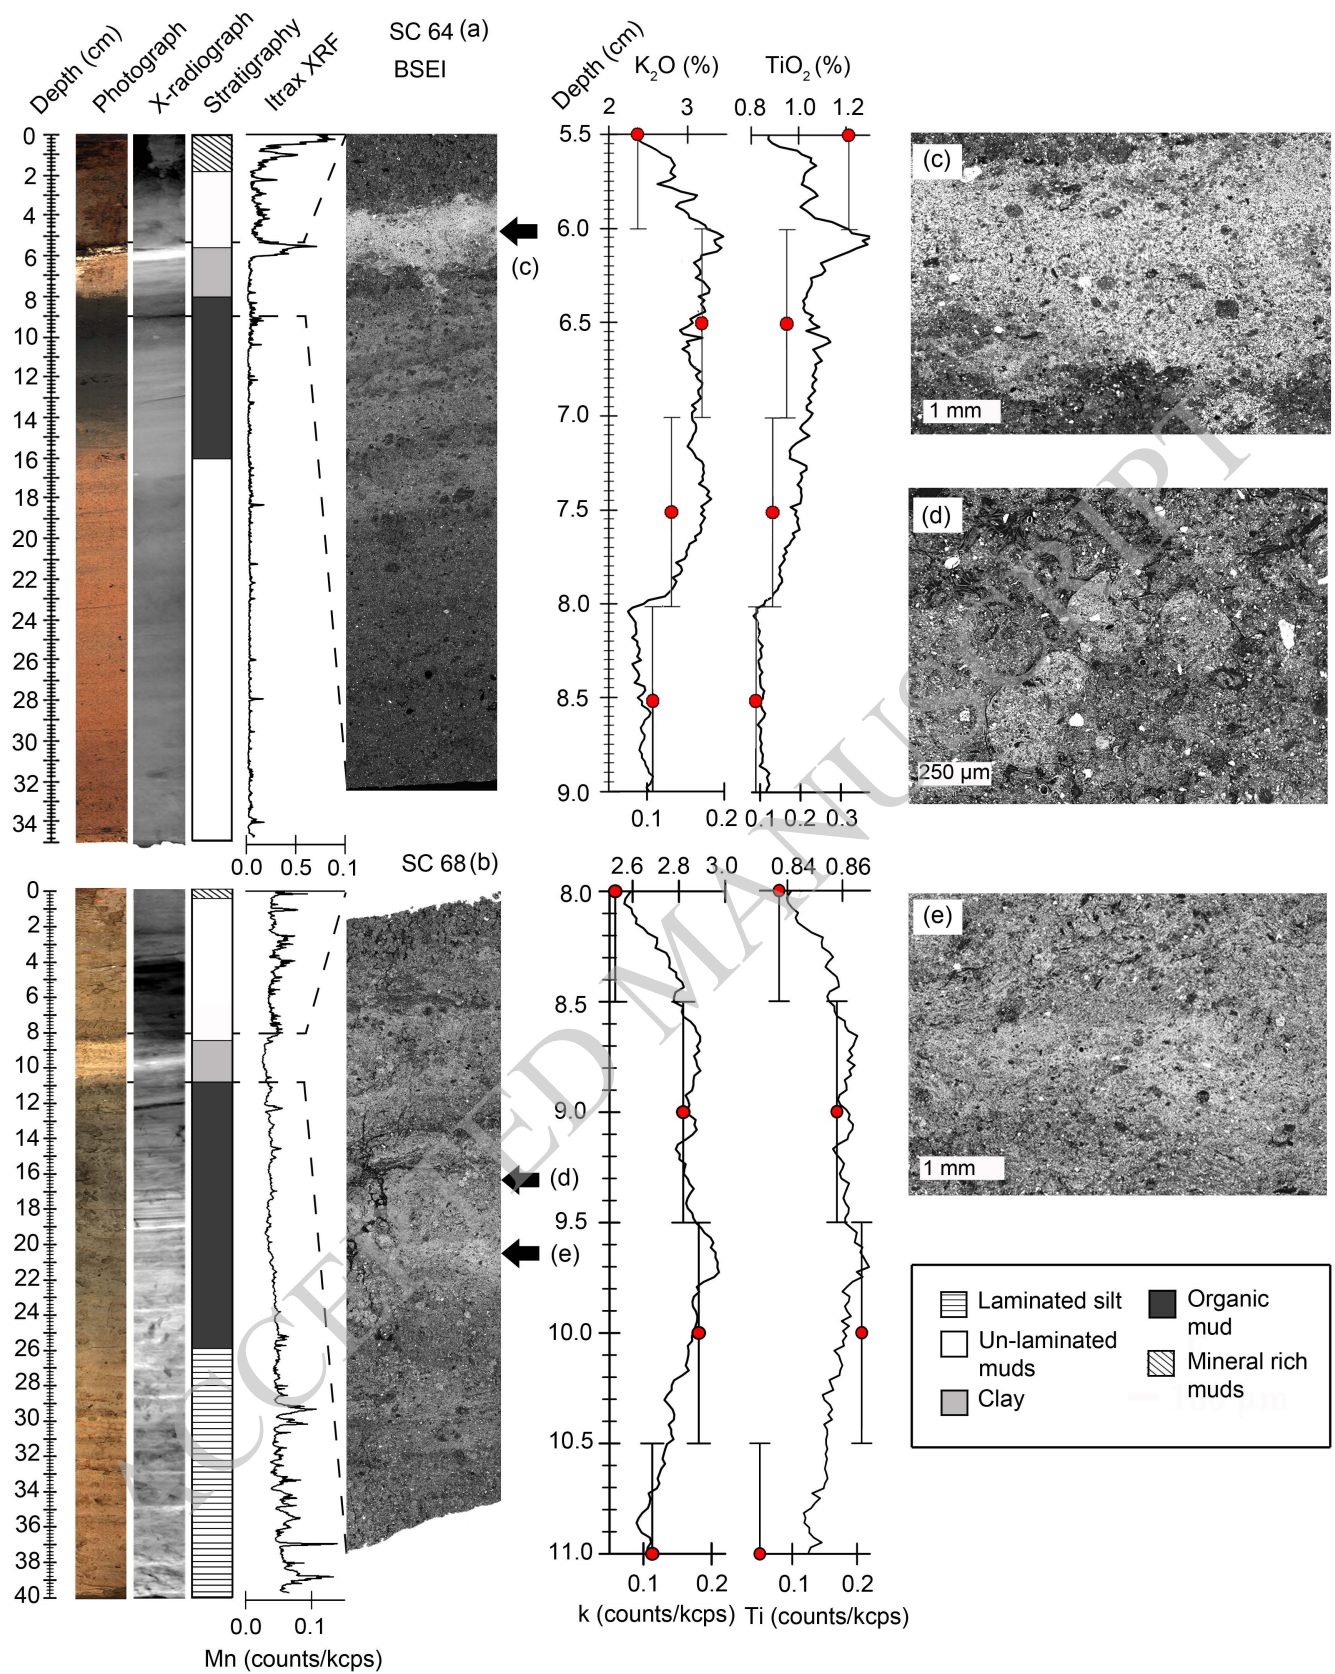 Depth (cm)
Photograph
X-radiograph
Stratigraphy
Itrax XRF
SC 64 (a)
BSEI
Depth (cm)
K2O (%)
TiO2 (%)
2 3
0.8 1.0 1.2
0
2
4
6
8
10
12
14
16
18
20
22
24
26
28
30
32
34
0.0 0.5 0.1
(c)
5.5
6.0
6.5
7.0
7.5
8.0
8.5
9.0
0.1 0.2
0.1 0.2 0.3
(c)
1 mm
(d)
250 µm
SC 68 (b)
0
2
4
6
8
10
12
14
16
18
20
22
24
26
28
30
32
34
36
38
40
0.0 0.1
Mn (counts/kcps)
(d)
(e)
2.6 2.8 3.0
0.84 0.86
8.0
8.5
9.0
9.5
10.0
10.5
11.0
0.1 0.2
0.1 0.2
k (counts/kcps)
Ti (counts/kcps)
(e)
1 mm
Laminated silt
Un-laminated
muds
Clay
Organic
mud
Mineral rich
muds
ACCEPTED MANUSCRIPT